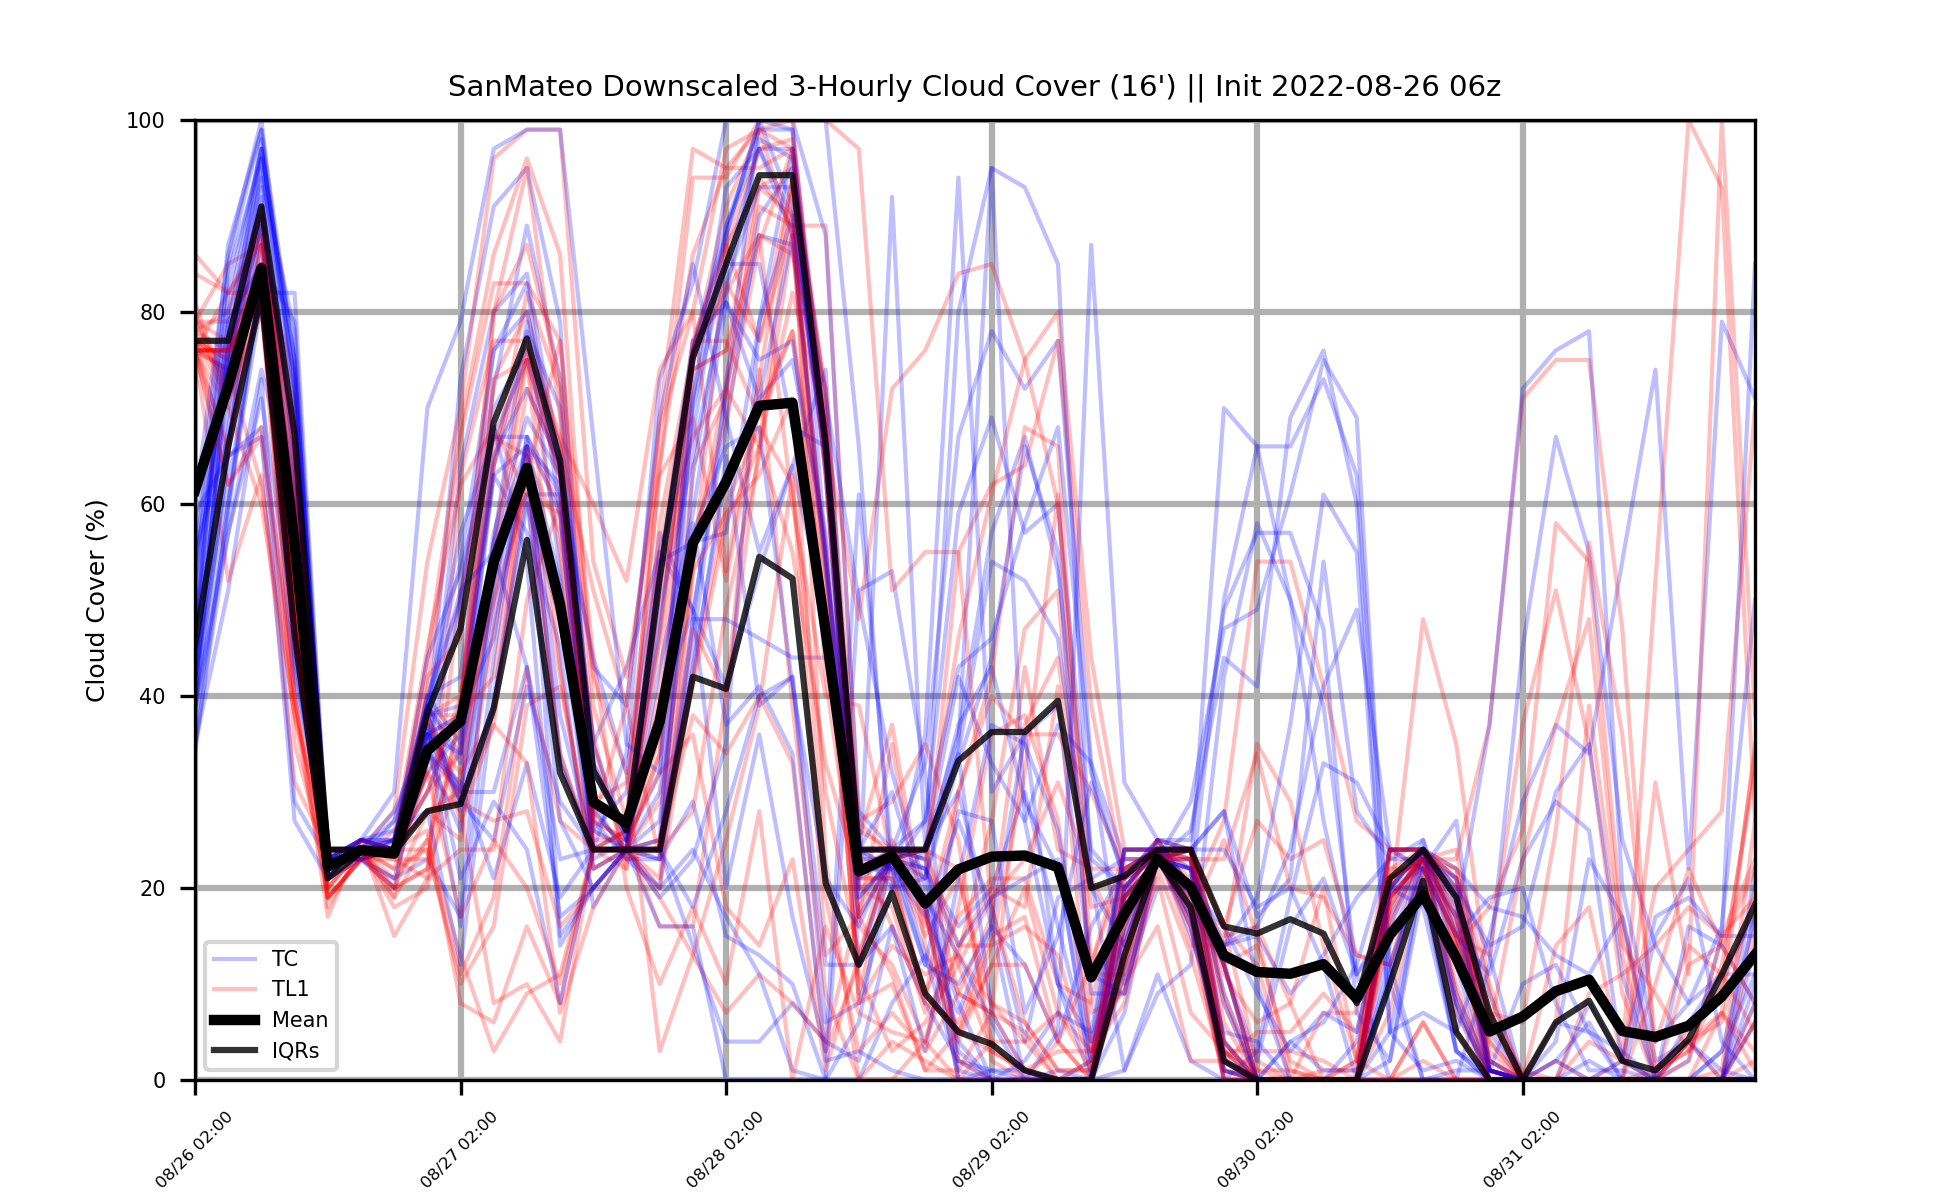 SanMateo Downscaled 3-Hourly Cloud Cover (16') || Init 2022-08-26 06z
Cloud Cover (%)
100
80
60
40
20
0
TC
TL1
Mean
IQRs
08/26 02:00
08/27 02:00
08/28 02:00
08/29 02:00
08/30 02:00
08/31 02:00